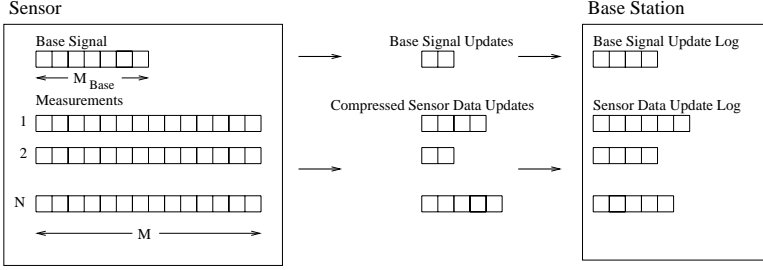 Sensor
Base Station
Base Signal
Base Signal Updates
Base Signal Update Log
M Base
Measurements
Compressed Sensor Data Updates
Sensor Data Update Log
1
2
N
M